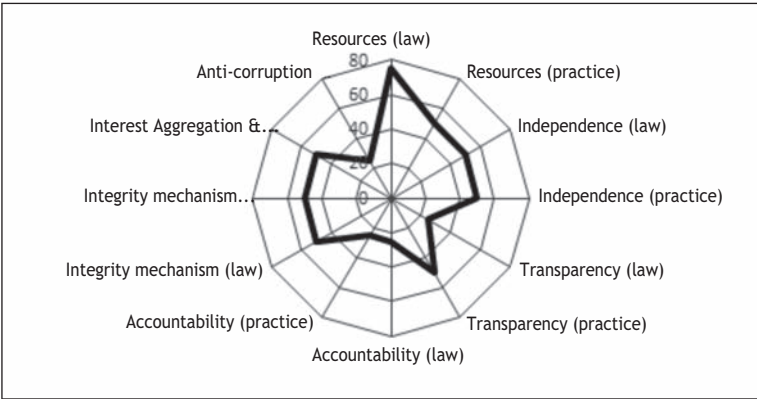 Resources (law)
80
Anti-corruption ...
Resources (practice)
60
Interest Aggregation &...
40
Independence (law)
20
Integrity mechanism...
0
Independence (practice)
Integrity mechanism (law)
Transparency (law)
Accountability (practice)
Transparency (practice)
Accountability (law)